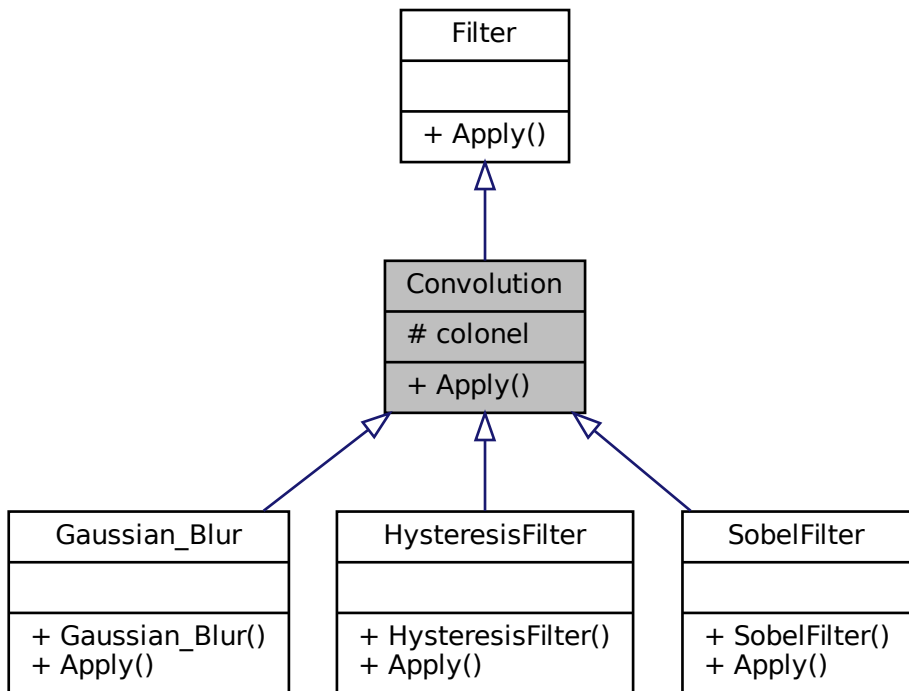 Filter
+ Apply()
Convolution
# colonel
+ Apply()
Gaussian_Blur
+ Gaussian_Blur()
+ Apply()
HysteresisFilter
+ HysteresisFilter()
+ Apply()
SobelFilter
+ SobelFilter()
+ Apply()